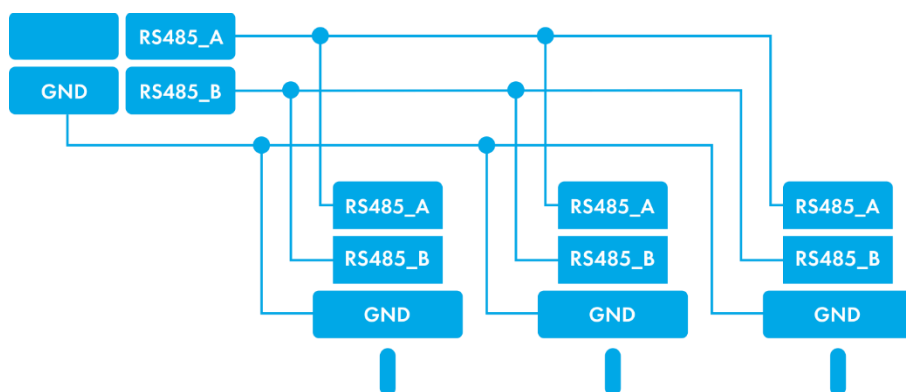 RS485_A
GND RS485_B
RS485_A RS485_A RS485_A
RS485_B RS485_B RS485_B
GND GND GND